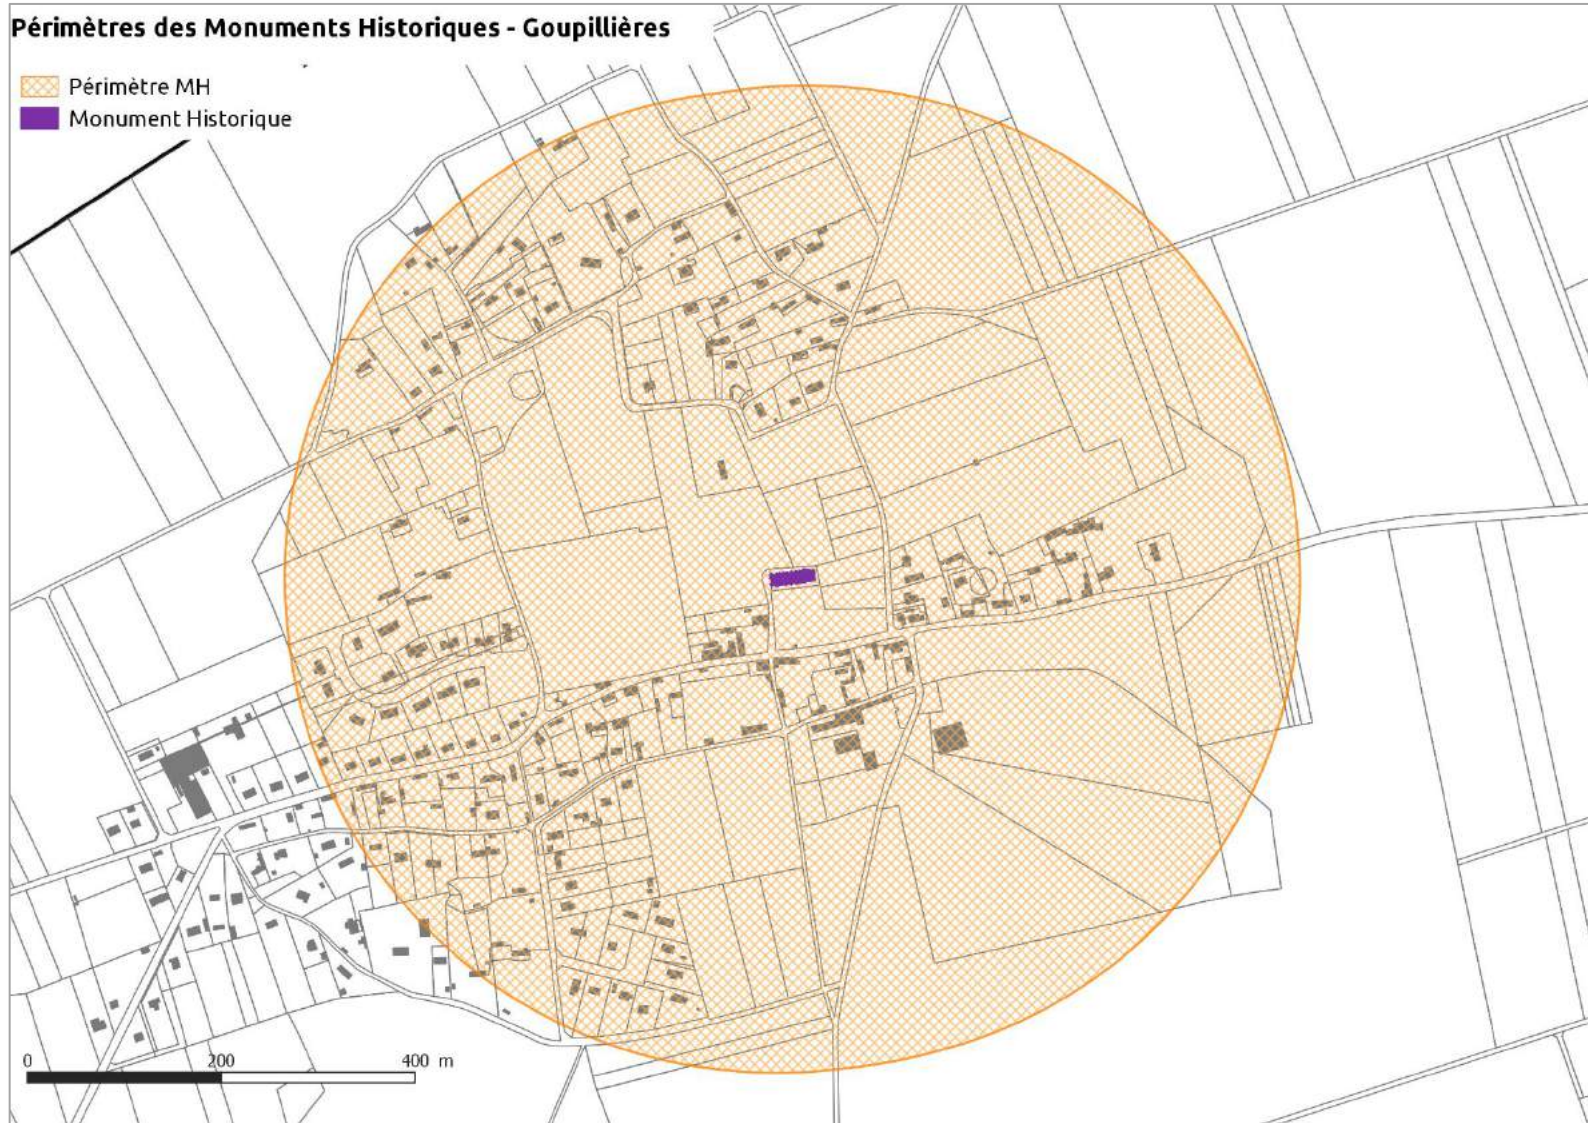 Périmètres des Monuments Historiques - Goupillières
Périmètre MH
Monument Historique
0 200 400 m